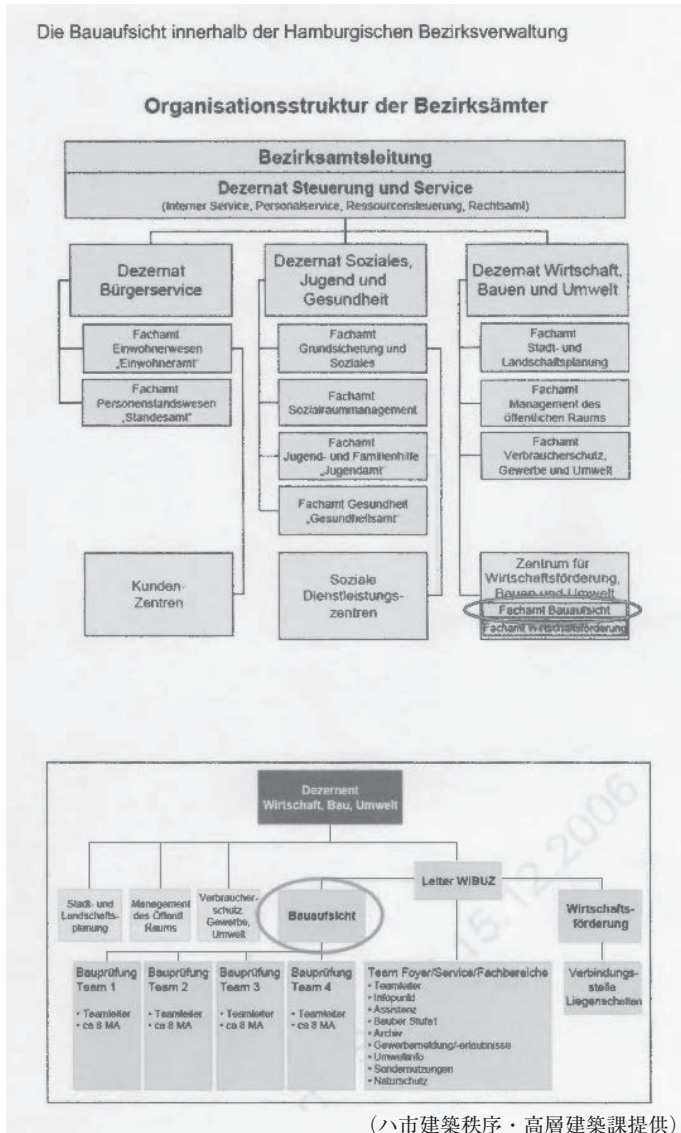 Die Bauaufsicht innerhalb der Hamburgischen Bezirksverwaltung
Organisationsstruktur der Bezirksämter
Bezirksamtsleitung
Dezernat Steuerung und Service
(Interner Service, Personalservice, Ressourcensteuerung, Rechtsamt)
Dezernat
Bürgerservice
Fachamt
Einwohnerwesen
„Einwohneramt“
Fachamt
Personenstandswesen
„Standesamt“
Kunden-
Zentren
Dezernat Soziales,
Jugend und
Gesundheit
Fachamt
Grundsicherung und
Soziales
Fachamt
Sozialraummanagement
Fachamt
Jugend- und Familienhilfe
„Jugendamt“
Fachamt Gesundheit
„Gesundheitsamt“
Soziale
Dienstleistungs-
zentren
Dezernat Wirtschaft,
Bauen und Umwelt
Fachamt
Stadt- und
Landschaftsplanung
Fachamt
Management des
öffentlichen Raums
Fachamt
Verbraucherschutz,
Gewerbe und Umwelt
Zentrum für
Wirtschaftsförderung,
Bauen und Umwelt
Fachamt Bauaufsicht
Fachamt Wirtschaftsförderung
Dezernent
Wirtschaft, Bau, Umwelt
Stadt- und
Landschafts-
planung
Management
des Öffentl
Raums
Verbraucher-
schutz
Gewerbe,
Umwelt
Bauaufsicht
Leiter WIBUZ
Wirtschafts-
förderung
Bauprüfung
Team 1
• Teamleiter
• ca 8 MA
Bauprüfung
Team 2
• Teamleiter
• ca 8 MA
Bauprüfung
Team 3
• Teamleiter
• ca 8 MA
Bauprüfung
Team 4
• Teamleiter
• ca 8 MA
Team Foyer/Service/Fachbereiche
• Teamleiter
• Infopunkt
• Assistenz
• Bauber Stufe1
• Archiv
• Gewerbemeldung/-erlaubnisse
• Umweltinfo
• Sondernutzungen
• Naturschutz
Verbindungs-
stelle
Liegenschaften
15.12.2006
(ハ市建築秩序・高層建築課提供)